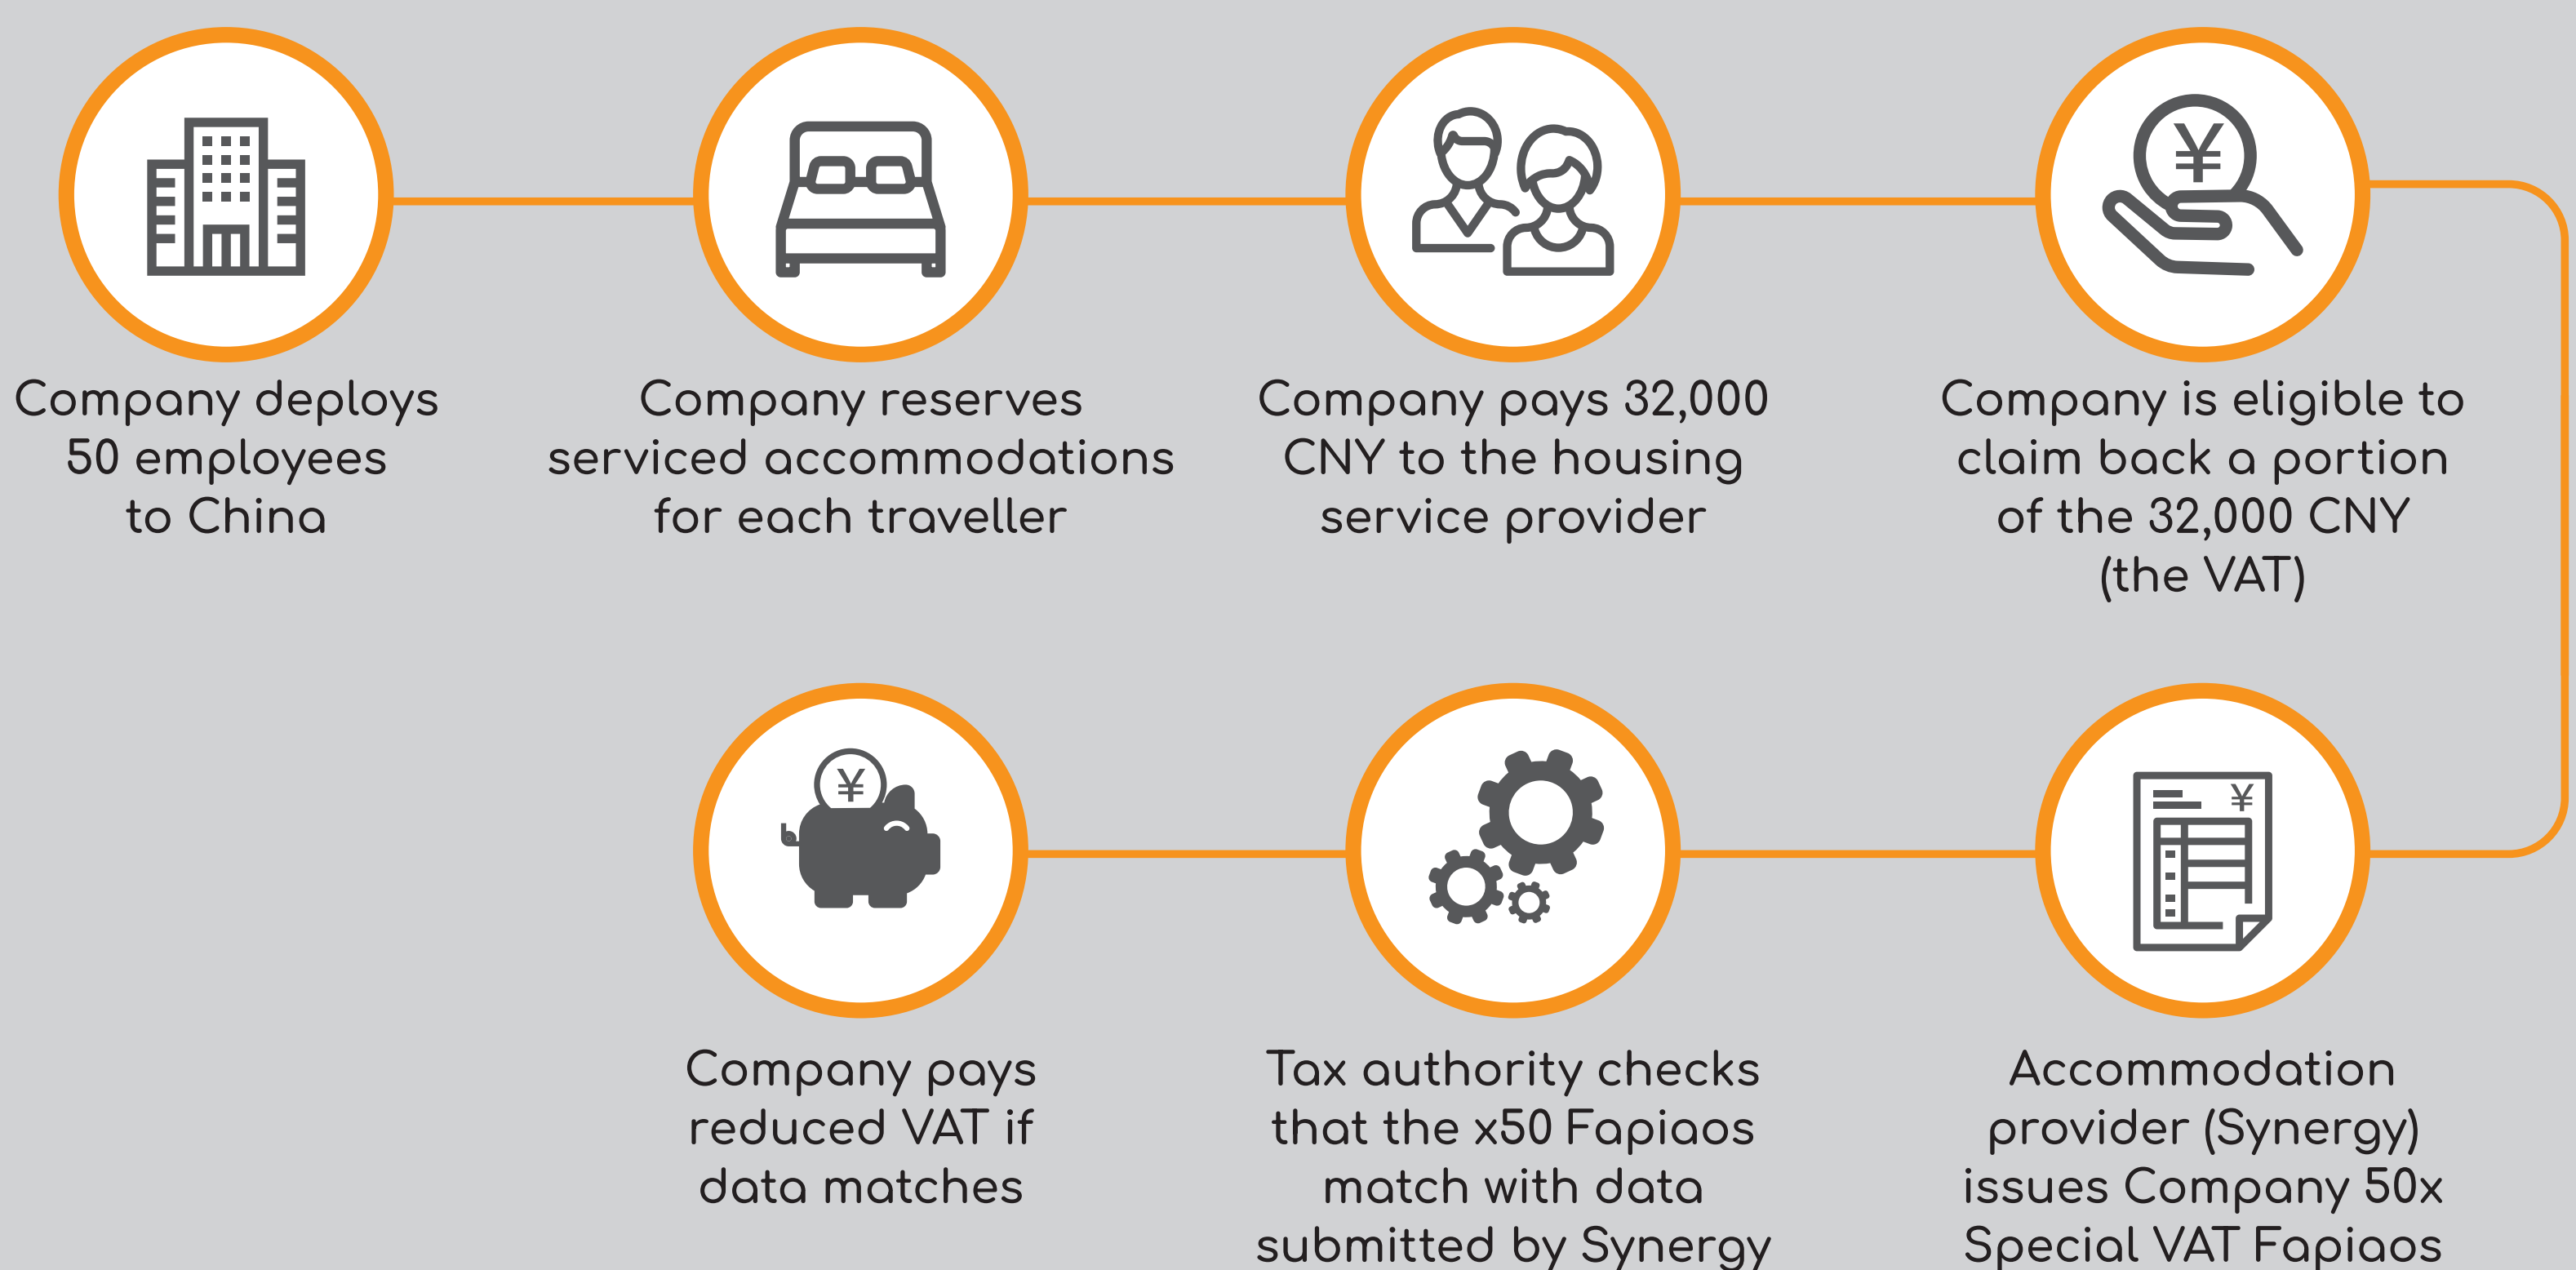 Company deploys
50 employees
to China
Company reserves
serviced accommodations
for each traveller
Company pays 32,000
CNY to the housing
service provider
¥
Company is eligible to
claim back a portion
of the 32,000 CNY
(the VAT)
¥
Accommodation
provider (Synergy)
issues Company 50x
Special VAT Fapiaos
Tax authority checks
that the x50 Fapiaos
match with data
submitted by Synergy
¥
Company pays
reduced VAT if
data matches